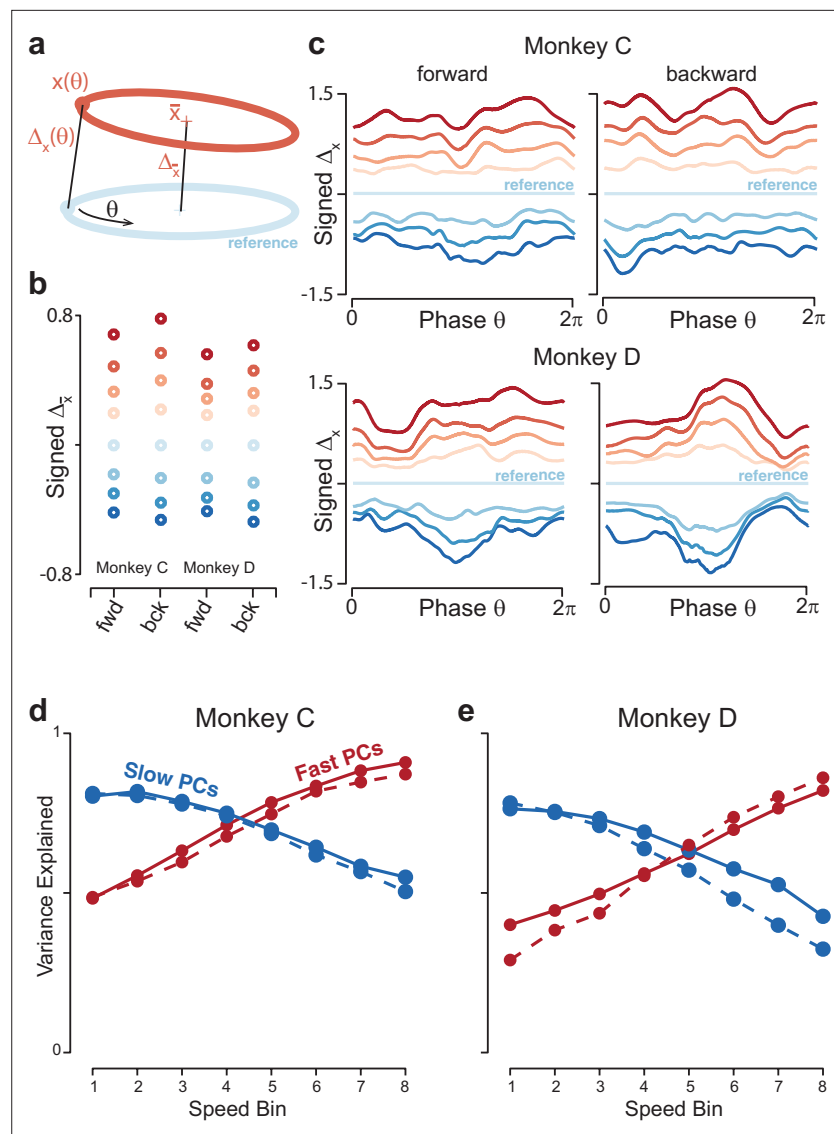 a
x(θ)
x̄
Δx(θ)
Δx̄
θ
reference
b
0.8
Signed Δx̄
-0.8
Monkey C Monkey D
fwd bck fwd bck
c
Monkey C
forward backward
1.5
Signed Δx
reference reference
-1.5
0 2π 0 2π
Phase θ Phase θ
Monkey D
1.5
Signed Δx
reference reference
-1.5
0 2π 0 2π
Phase θ Phase θ
d
Monkey C
1
Slow PCs
Fast PCs
Variance Explained
0
1 2 3 4 5 6 7 8
Speed Bin
e
Monkey D
1 2 3 4 5 6 7 8
Speed Bin